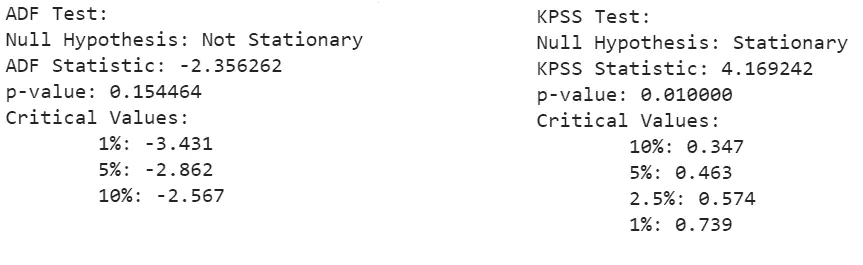 ADF Test:
Null Hypothesis: Not Stationary
ADF Statistic: -2.356262
p-value: 0.154464
Critical Values:
1%: -3.431
5%: -2.862
10%: -2.567
KPSS Test:
Null Hypothesis: Stationary
KPSS Statistic: 4.169242
p-value: 0.010000
Critical Values:
10%: 0.347
5%: 0.463
2.5%: 0.574
1%: 0.739